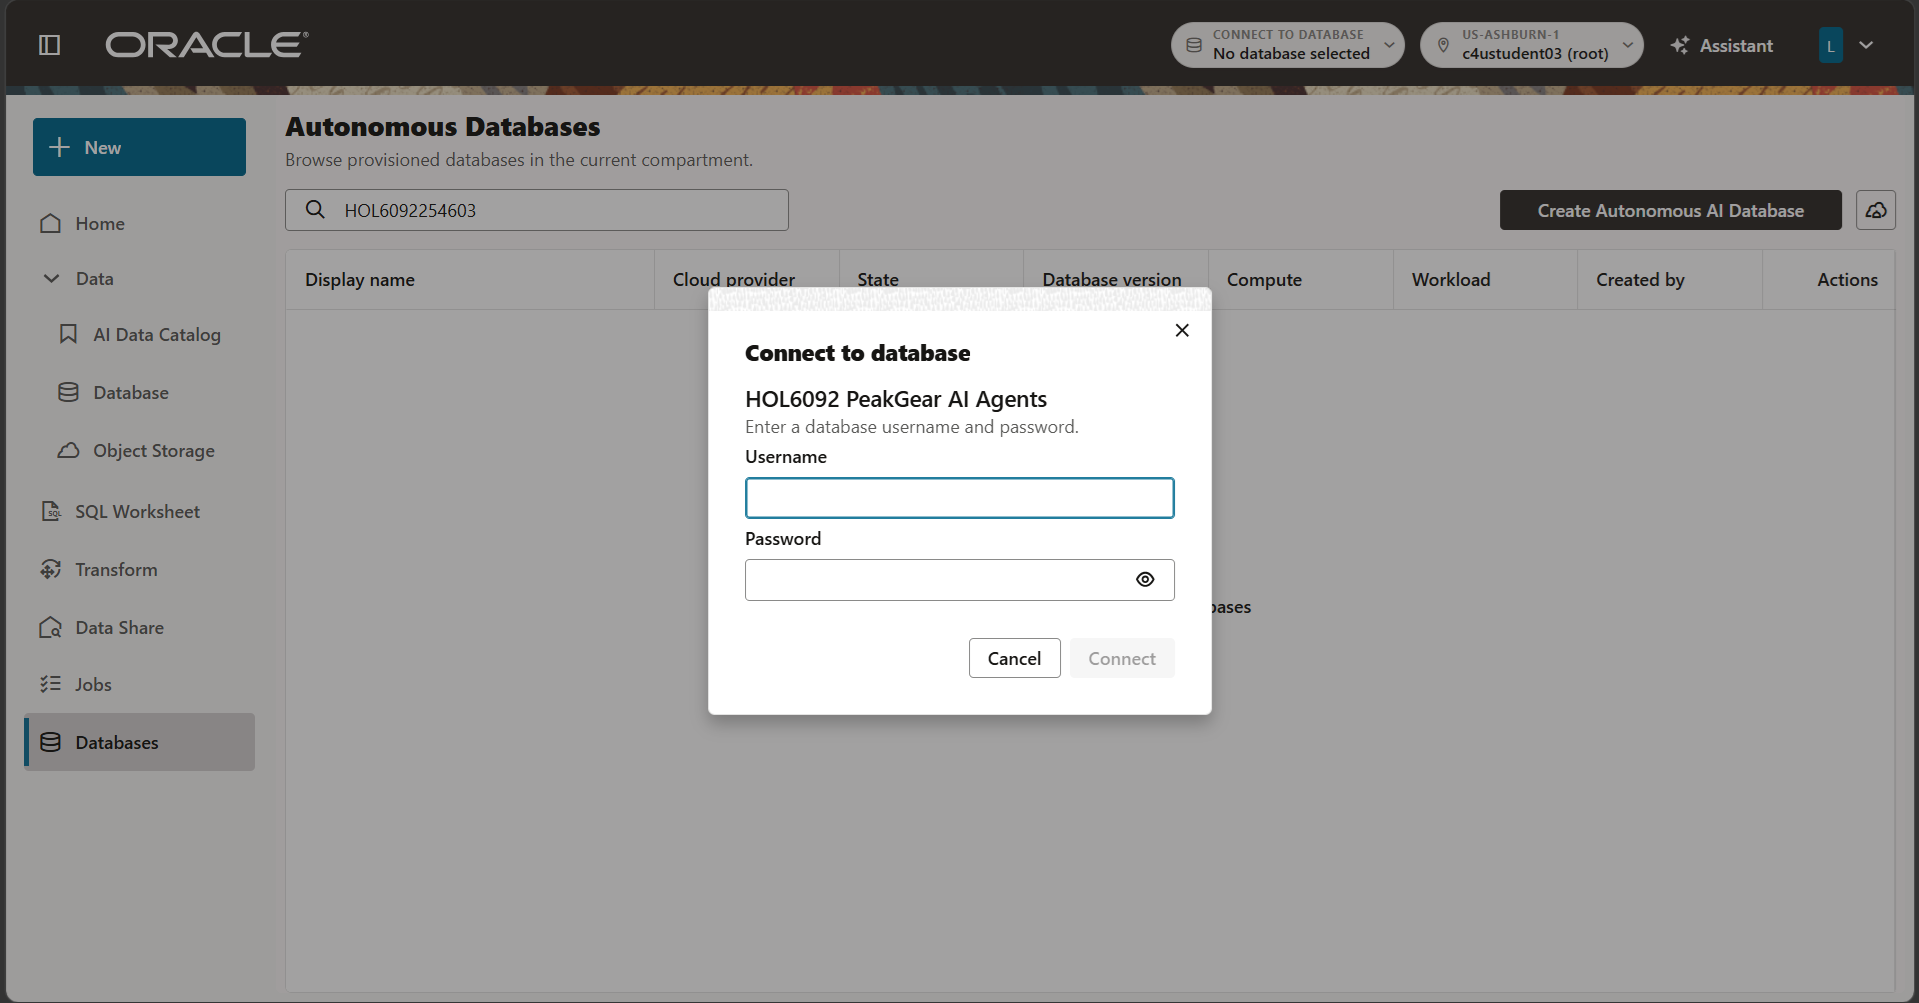 ORACLE
CONNECT TO DATABASE
No database selected
US-ASHBURN-1
c4ustudent03 (root)
Assistant
L
New
Home
Data
AI Data Catalog
Database
Object Storage
SQL
SQL Worksheet
Transform
Data Share
Jobs
Databases
Autonomous Databases
Browse provisioned databases in the current compartment.
HOL6092254603
Create Autonomous AI Database
Display name
Cloud provider
State
Database version
Compute
Workload
Created by
Actions
Connect to database
HOL6092 PeakGear AI Agents
Enter a database username and password.
Username
Password
Cancel
Connect